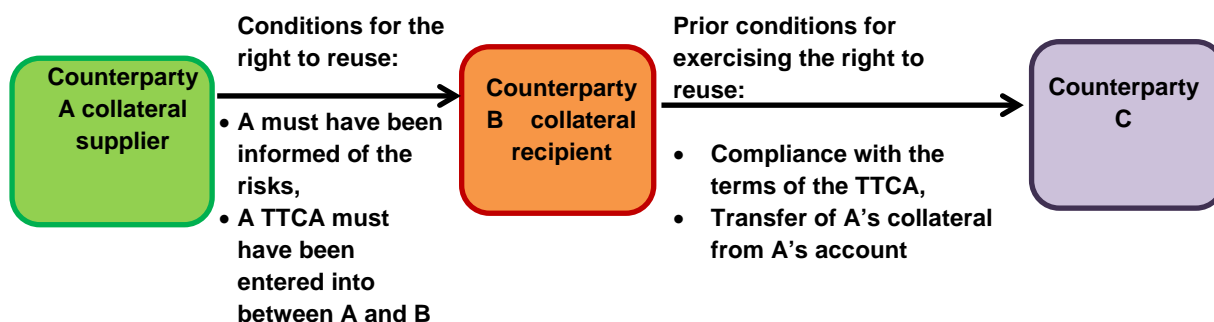 Counterparty
A collateral
supplier
Conditions for the
right to reuse:
• A must have been
informed of the
risks,
• A TTCA must
have been
entered into
between A and B
Counterparty
B collateral
recipient
Prior conditions for
exercising the right to
reuse:
• Compliance with the
terms of the TTCA,
• Transfer of A’s collateral
from A’s account
Counterparty
C